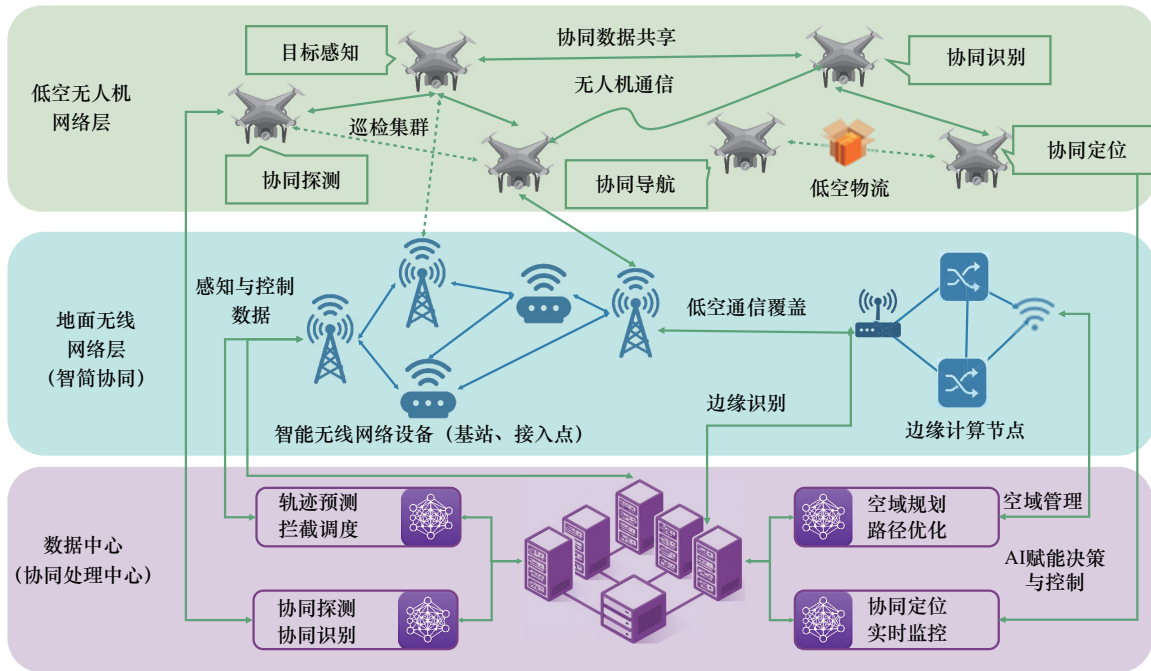 低空无人机
网络层
目标感知
协同数据共享
协同识别
无人机通信
巡检集群
协同探测
协同导航
低空物流
协同定位
地面无线
网络层
（智简协同）
感知与控制
数据
低空通信覆盖
边缘识别
智能无线网络设备（基站、接入点）
边缘计算节点
数据中心
（协同处理中心）
轨迹预测
拦截调度
协同探测
协同识别
空域规划
路径优化
空域管理
AI赋能决策
与控制
协同定位
实时监控